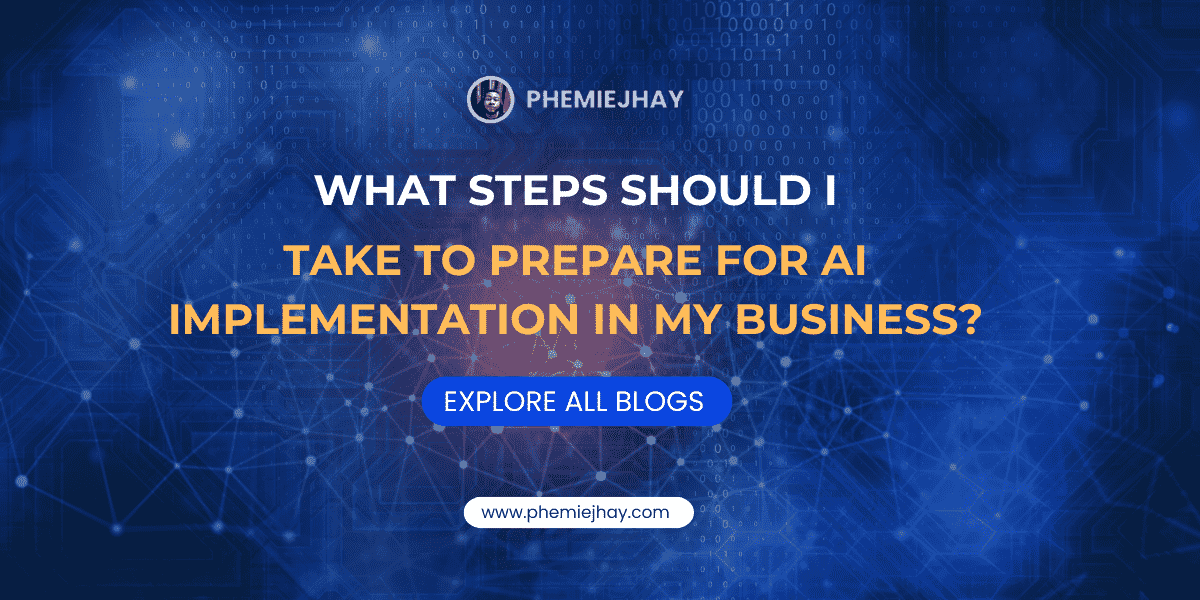 PHEMIEJHAY
WHAT STEPS SHOULD I
TAKE TO PREPARE FOR AI
IMPLEMENTATION IN MY BUSINESS?
EXPLORE ALL BLOGS
www.phemiejhay.com